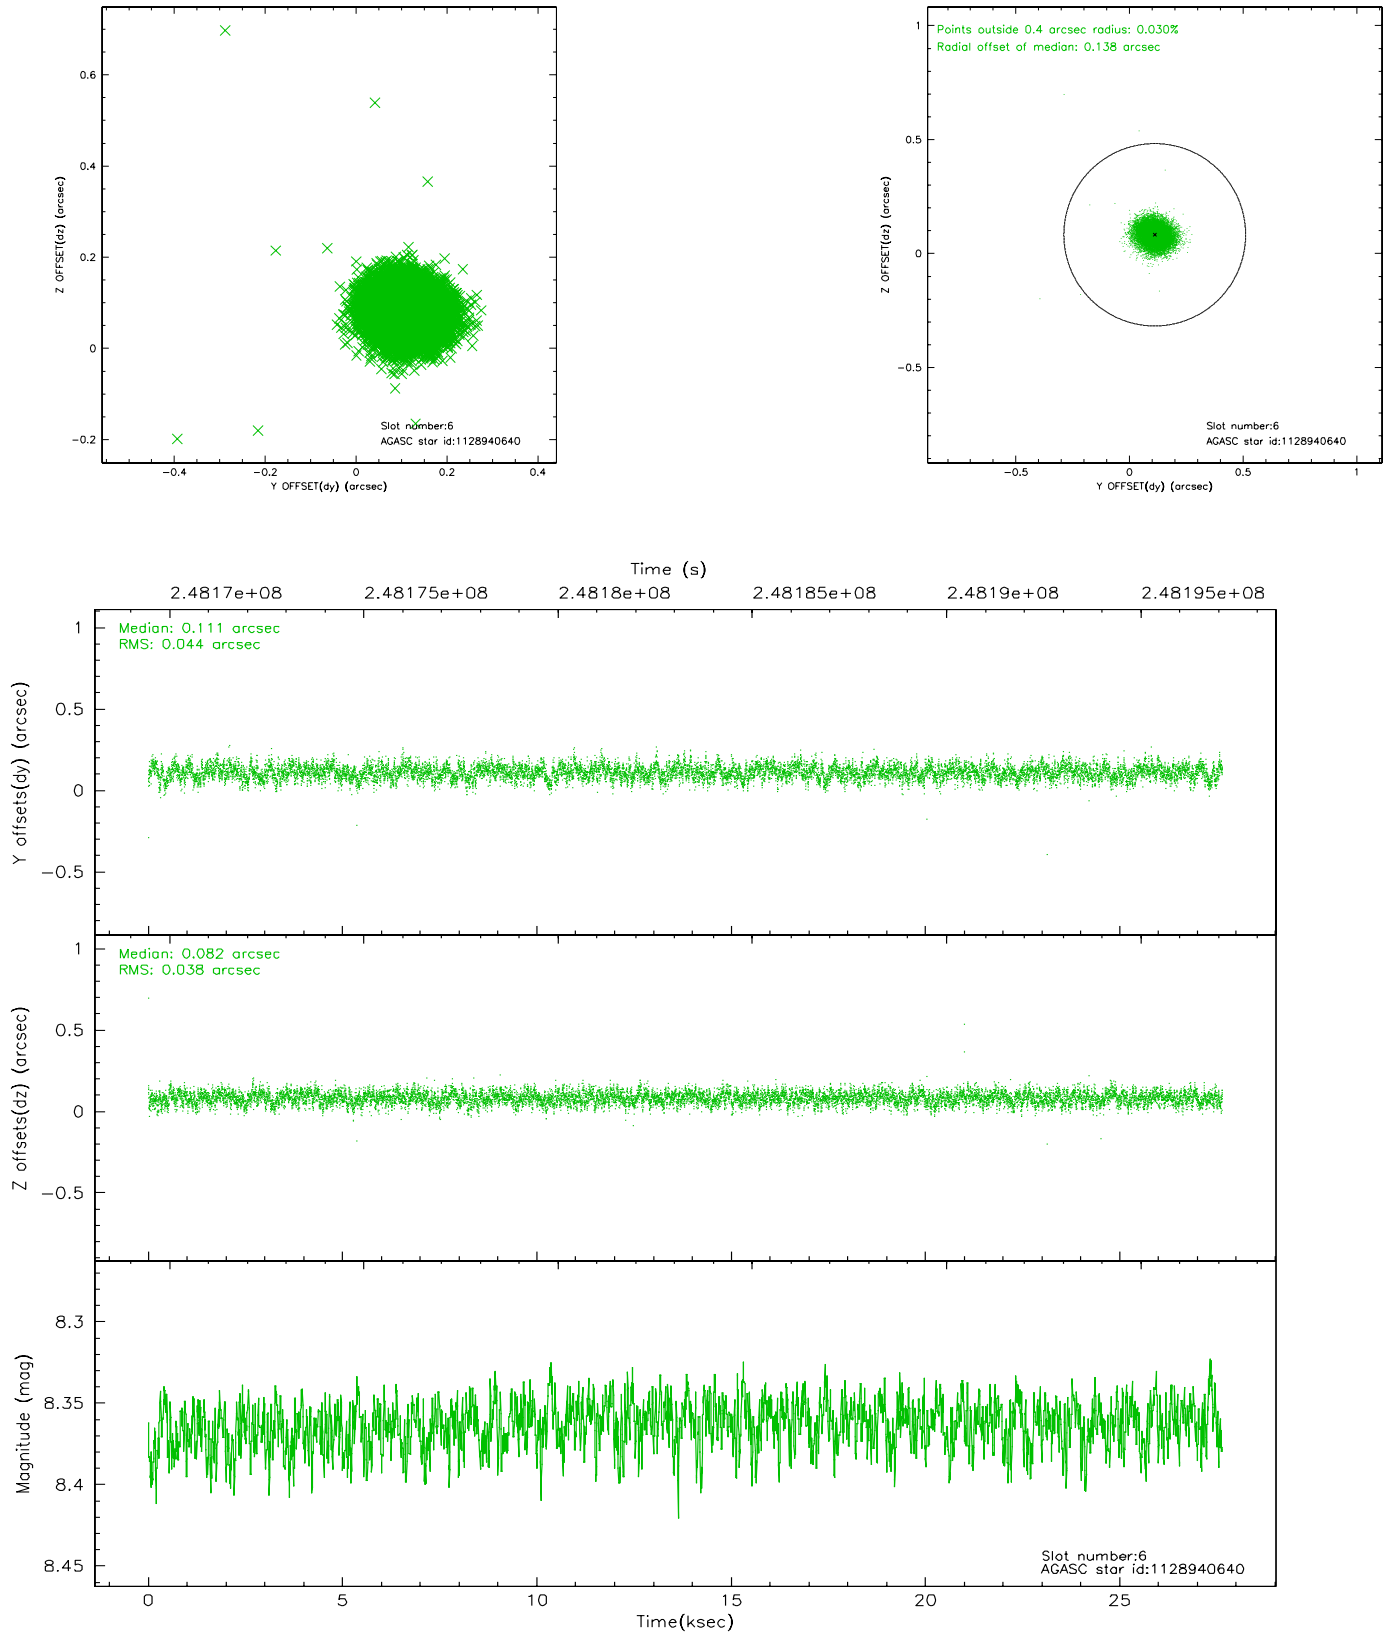 0.6
0.4
0.2
0
−0.2
Z OFFSET(dz) (arcsec)
Slot number:6
AGASC star id:1128940640
−0.4 −0.2 0 0.2 0.4
Y OFFSET(dy) (arcsec)
Points outside 0.4 arcsec radius: 0.030%
Radial offset of median: 0.138 arcsec
1
0.5
0
−0.5
Z OFFSET(dz) (arcsec)
Slot number:6
AGASC star id:1128940640
−0.5 0 0.5 1
Y OFFSET(dy) (arcsec)
Time (s)
2.4817e+08 2.48175e+08 2.4818e+08 2.48185e+08 2.4819e+08 2.48195e+08
Median: 0.111 arcsec
RMS: 0.044 arcsec
1
0.5
0
−0.5
Y offsets(dy) (arcsec)
Median: 0.082 arcsec
RMS: 0.038 arcsec
1
0.5
0
−0.5
Z offsets(dz) (arcsec)
8.3
8.35
8.4
8.45
Magnitude (mag)
Slot number:6
AGASC star id:1128940640
0 5 10 15 20 25
Time(ksec)